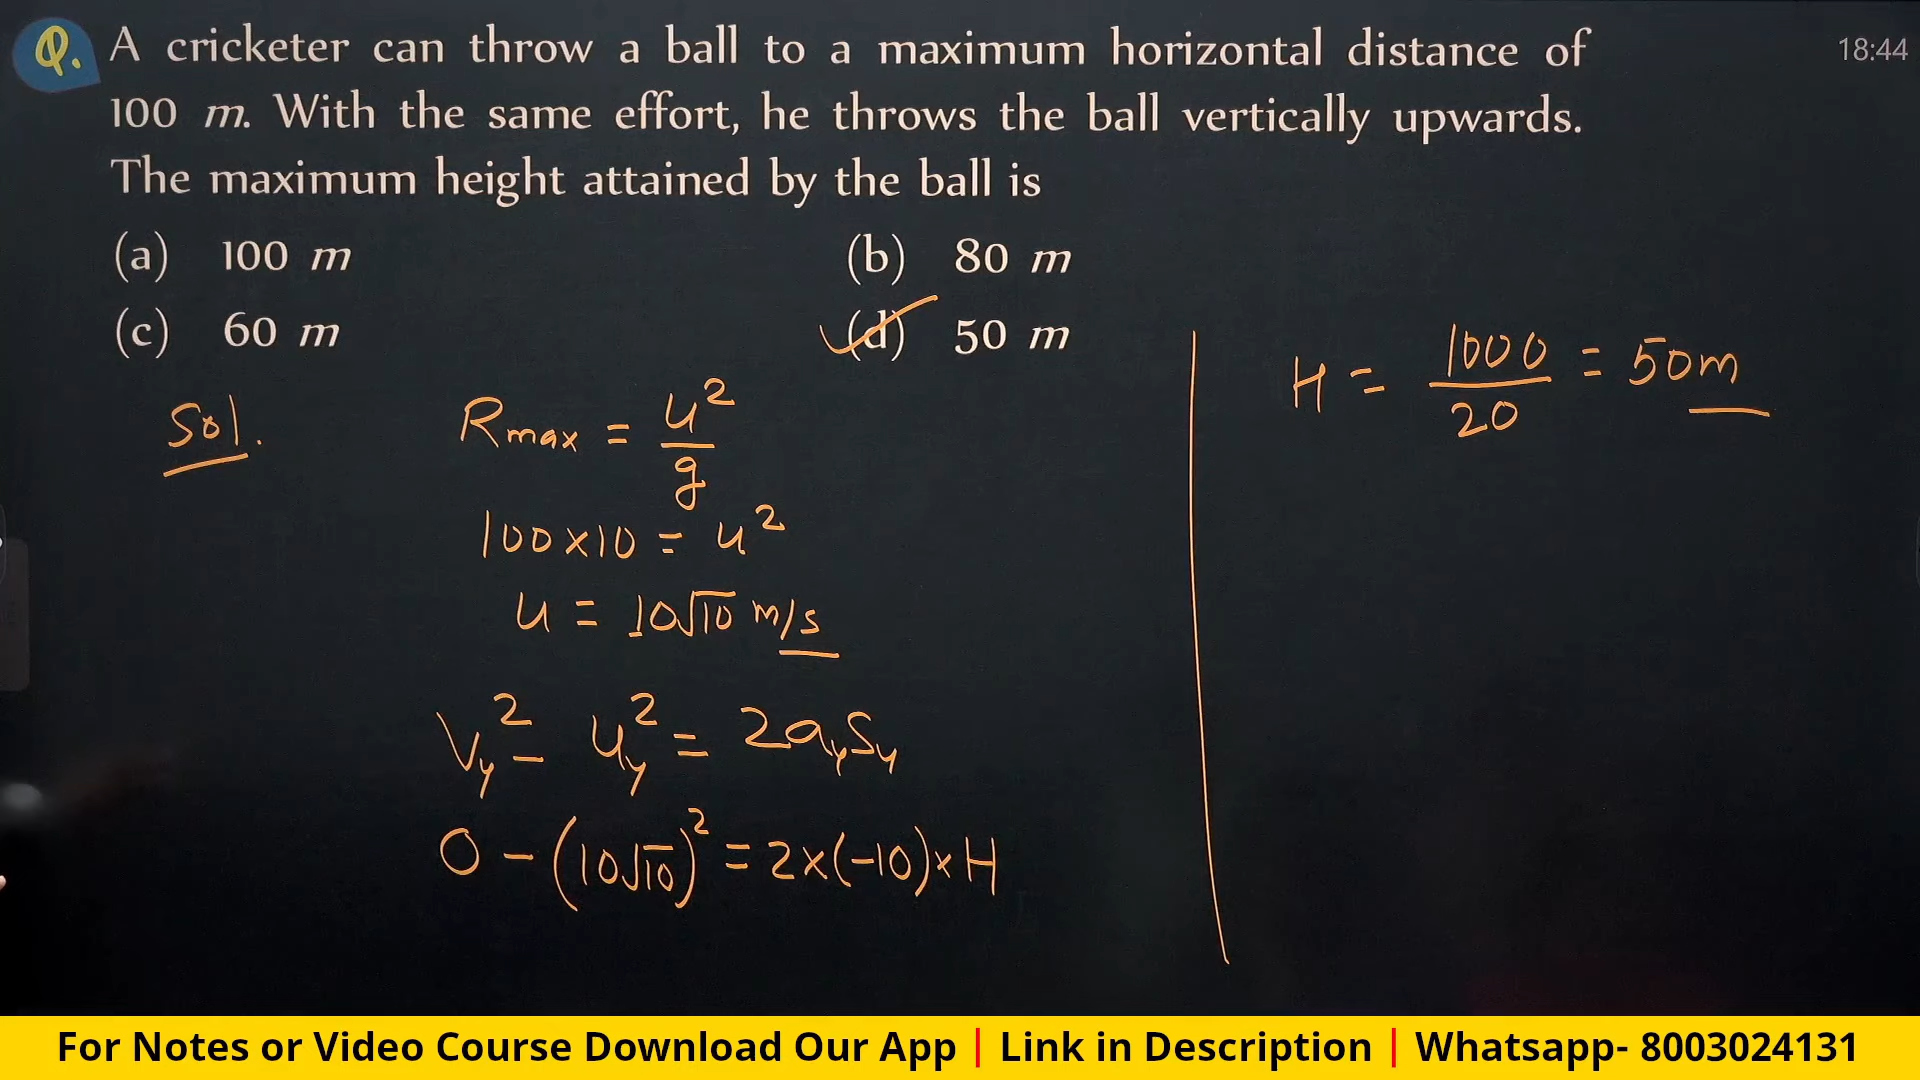 Q. A cricketer can throw a ball to a maximum horizontal distance of
100 m. With the same effort, he throws the ball vertically upwards.
The maximum height attained by the ball is
(a) 100 m (b) 80 m
(c) 60 m (d) 50 m
18:44
Sol.
Rmax = u²/g
100×10 = u²
u = 10√10 m/s
Vy² - uy² = 2aySy
0 - (10√10)² = 2×(-10)×H
H = 1000/20 = 50m
For Notes or Video Course Download Our App | Link in Description | Whatsapp- 8003024131